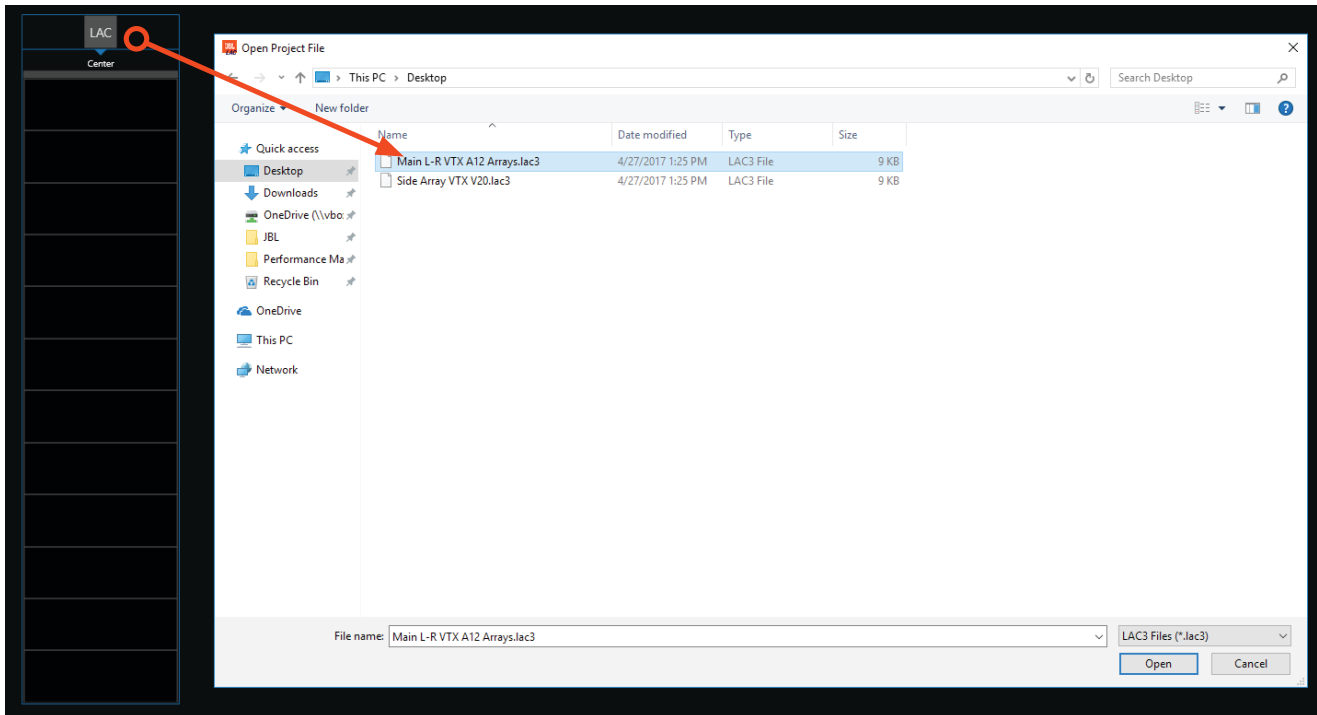 LAC
Center
Open Project File
This PC > Desktop
Search Desktop
Organize
New folder
Name
Date modified
Type
Size
Quick access
Desktop
Downloads
OneDrive (\\vbo:
JBL
Performance Ma
Recycle Bin
OneDrive
This PC
Network
Main L-R VTX A12 Arrays.lac3 4/27/2017 1:25 PM LAC3 File 9 KB
Side Array VTX V20.lac3 4/27/2017 1:25 PM LAC3 File 9 KB
File name: Main L-R VTX A12 Arrays.lac3
LAC3 Files (*.lac3)
Open
Cancel